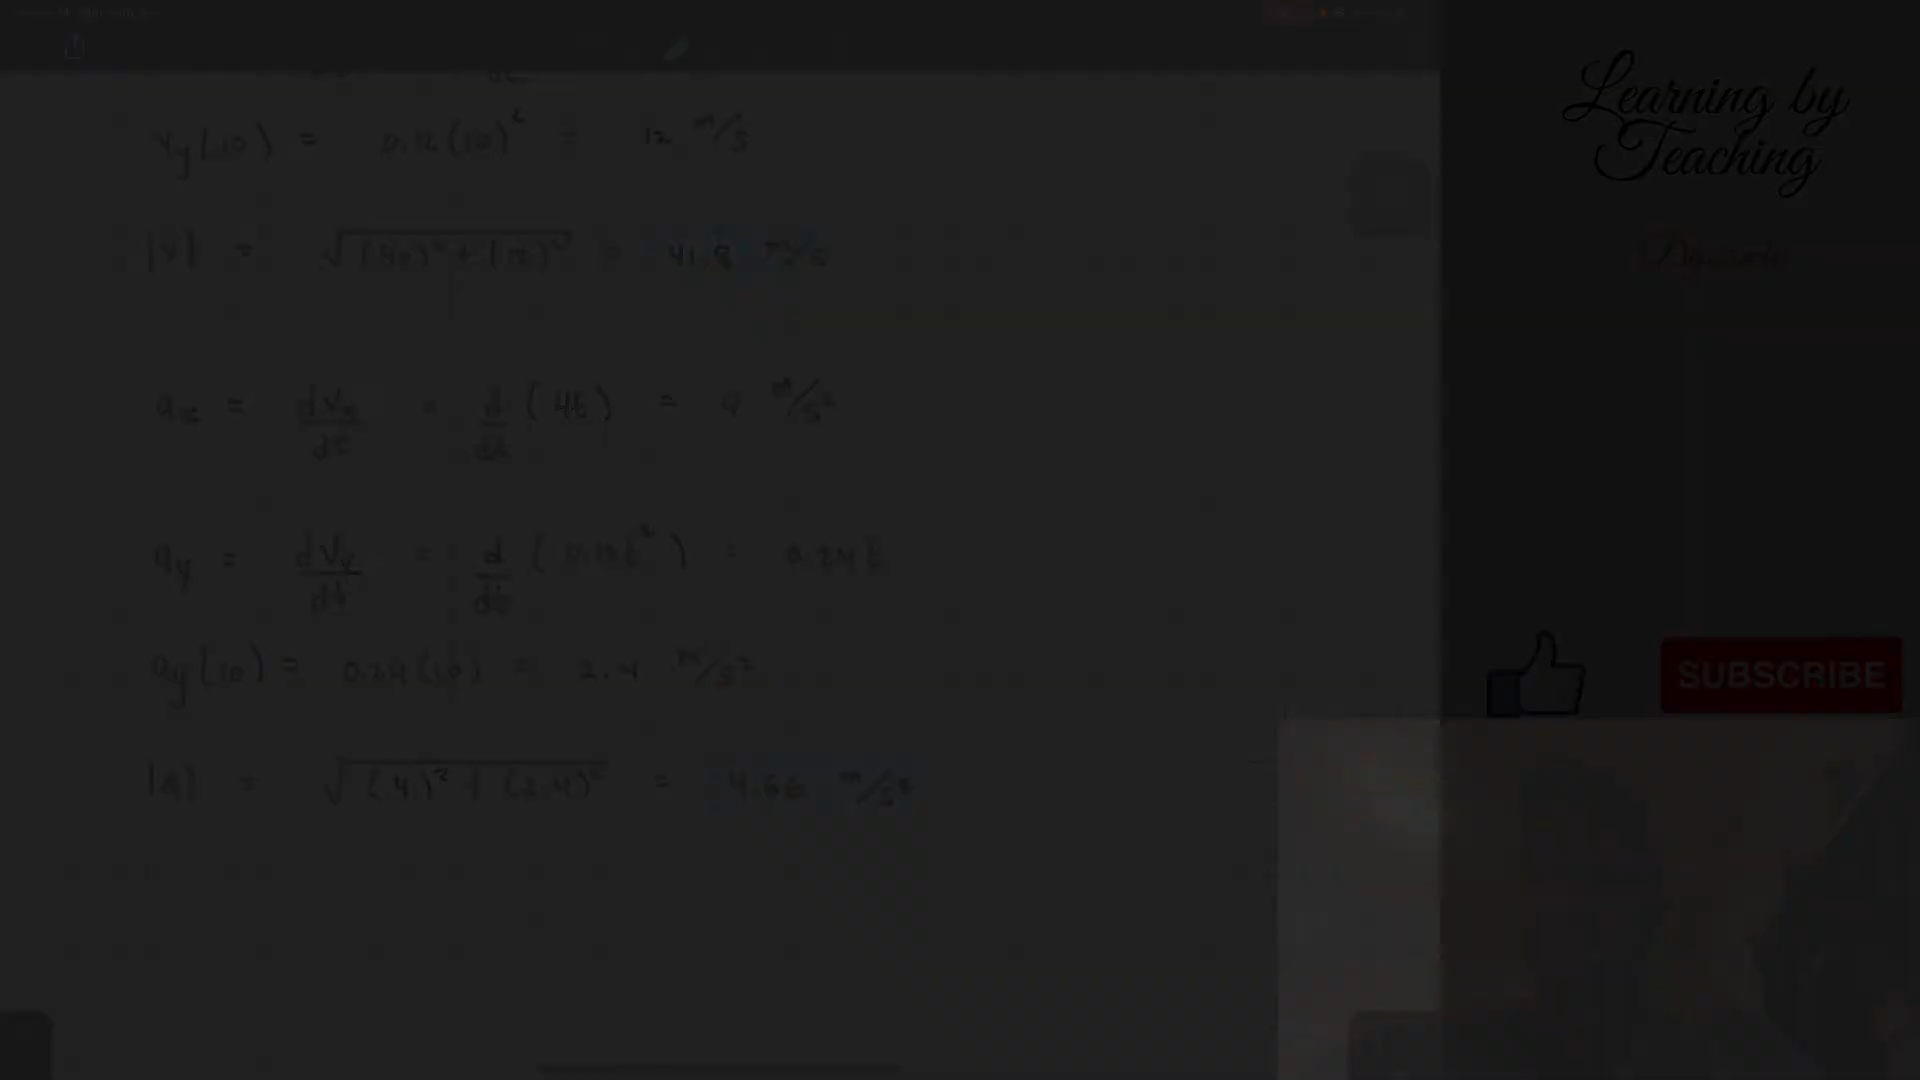 Learning by
Teaching
Vy(10) = 0.12(10)² = 12 m/s
|V| = √(40)² + (12)² = 41.8 m/s
ax = dVx/dt = d/dt (4t) = 4 m/s²
ay = dVy/dt = d/dt (0.12t²) = 0.24t
ay(10) = 0.24(10) = 2.4 m/s²
|a| = √(4)² + (2.4)² = 4.66 m/s²
SUBSCRIBE